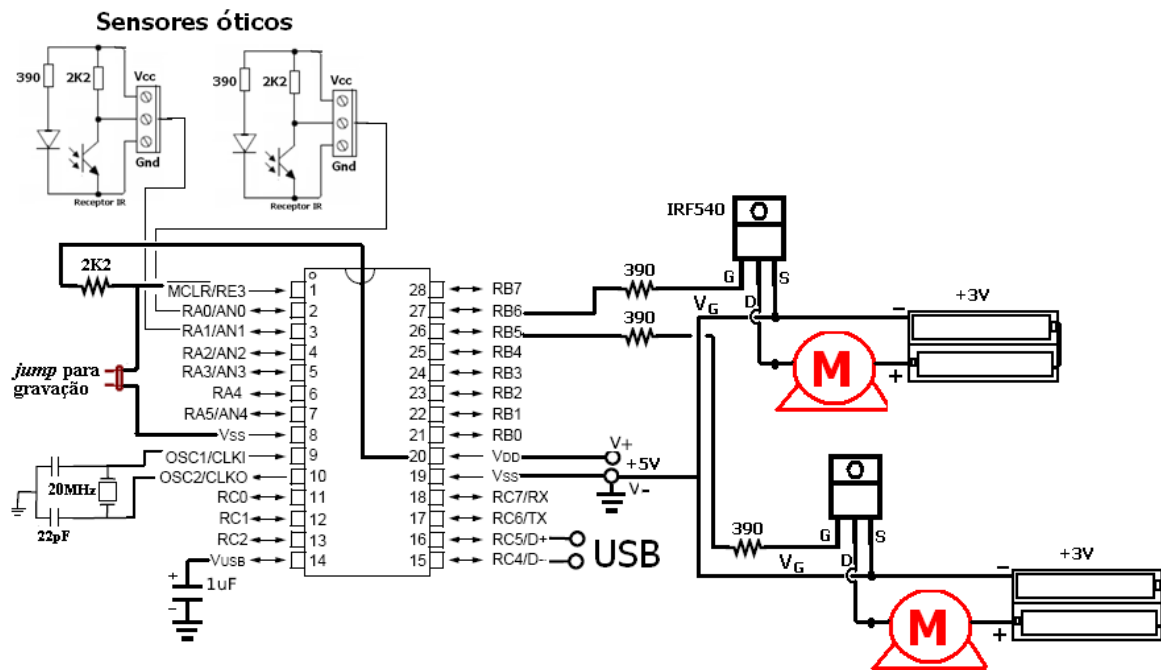 Sensores óticos
390
2K2
Vcc
Gnd
Receptor IR
390
2K2
Vcc
Gnd
Receptor IR
2K2
jump para
gravação
MCLR/RE3
RA0/AN0
RA1/AN1
RA2/AN2
RA3/AN3
RA4
RA5/AN4
VSS
OSC1/CLKI
OSC2/CLKO
RC0
RC1
RC2
VUSB
20MHz
22pF
+
1uF
−
1
2
3
4
5
6
7
8
9
10
11
12
13
14
28
27
26
25
24
23
22
21
20
19
18
17
16
15
RB7
RB6
RB5
RB4
RB3
RB2
RB1
RB0
VDD
VSS
RC7/RX
RC6/TX
RC5/D+
RC4/D−
V+
+5V
V−
USB
390
390
IRF540
G
S
VG
D
−
+3V
M
+
390
G
S
VG
D
−
+3V
M
+